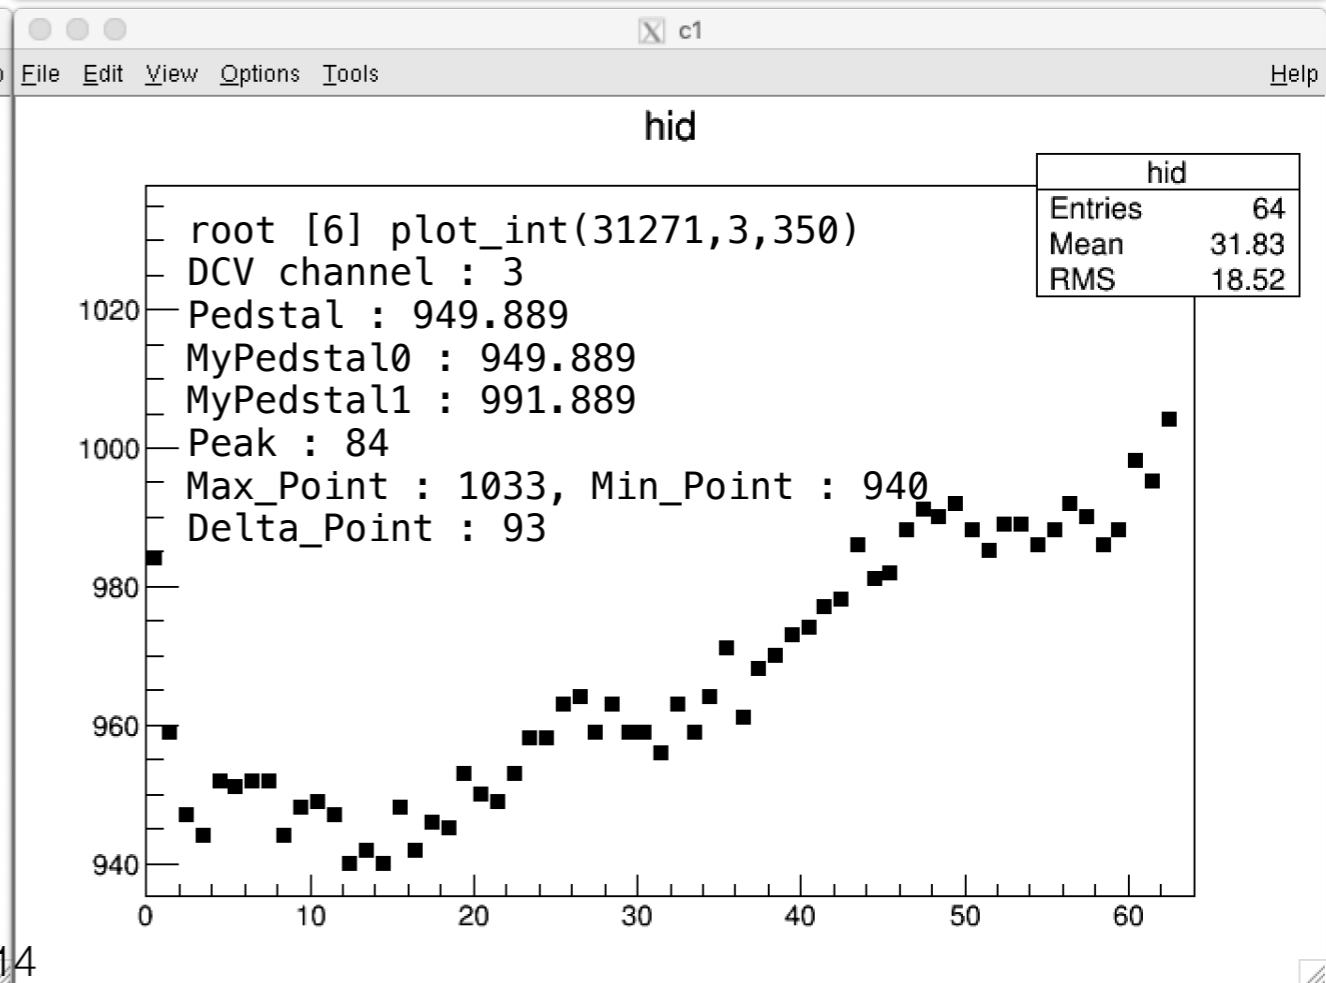 c1
File Edit View Options Tools Help
hid
hid
Entries 64
Mean 31.83
RMS 18.52
root [6] plot_int(31271,3,350)
DCV channel : 3
Pedstal : 949.889
MyPedstal0 : 949.889
MyPedstal1 : 991.889
Peak : 84
Max_Point : 1033, Min_Point : 940
Delta_Point : 93
1020
1000
980
960
940
0 10 20 30 40 50 60
14